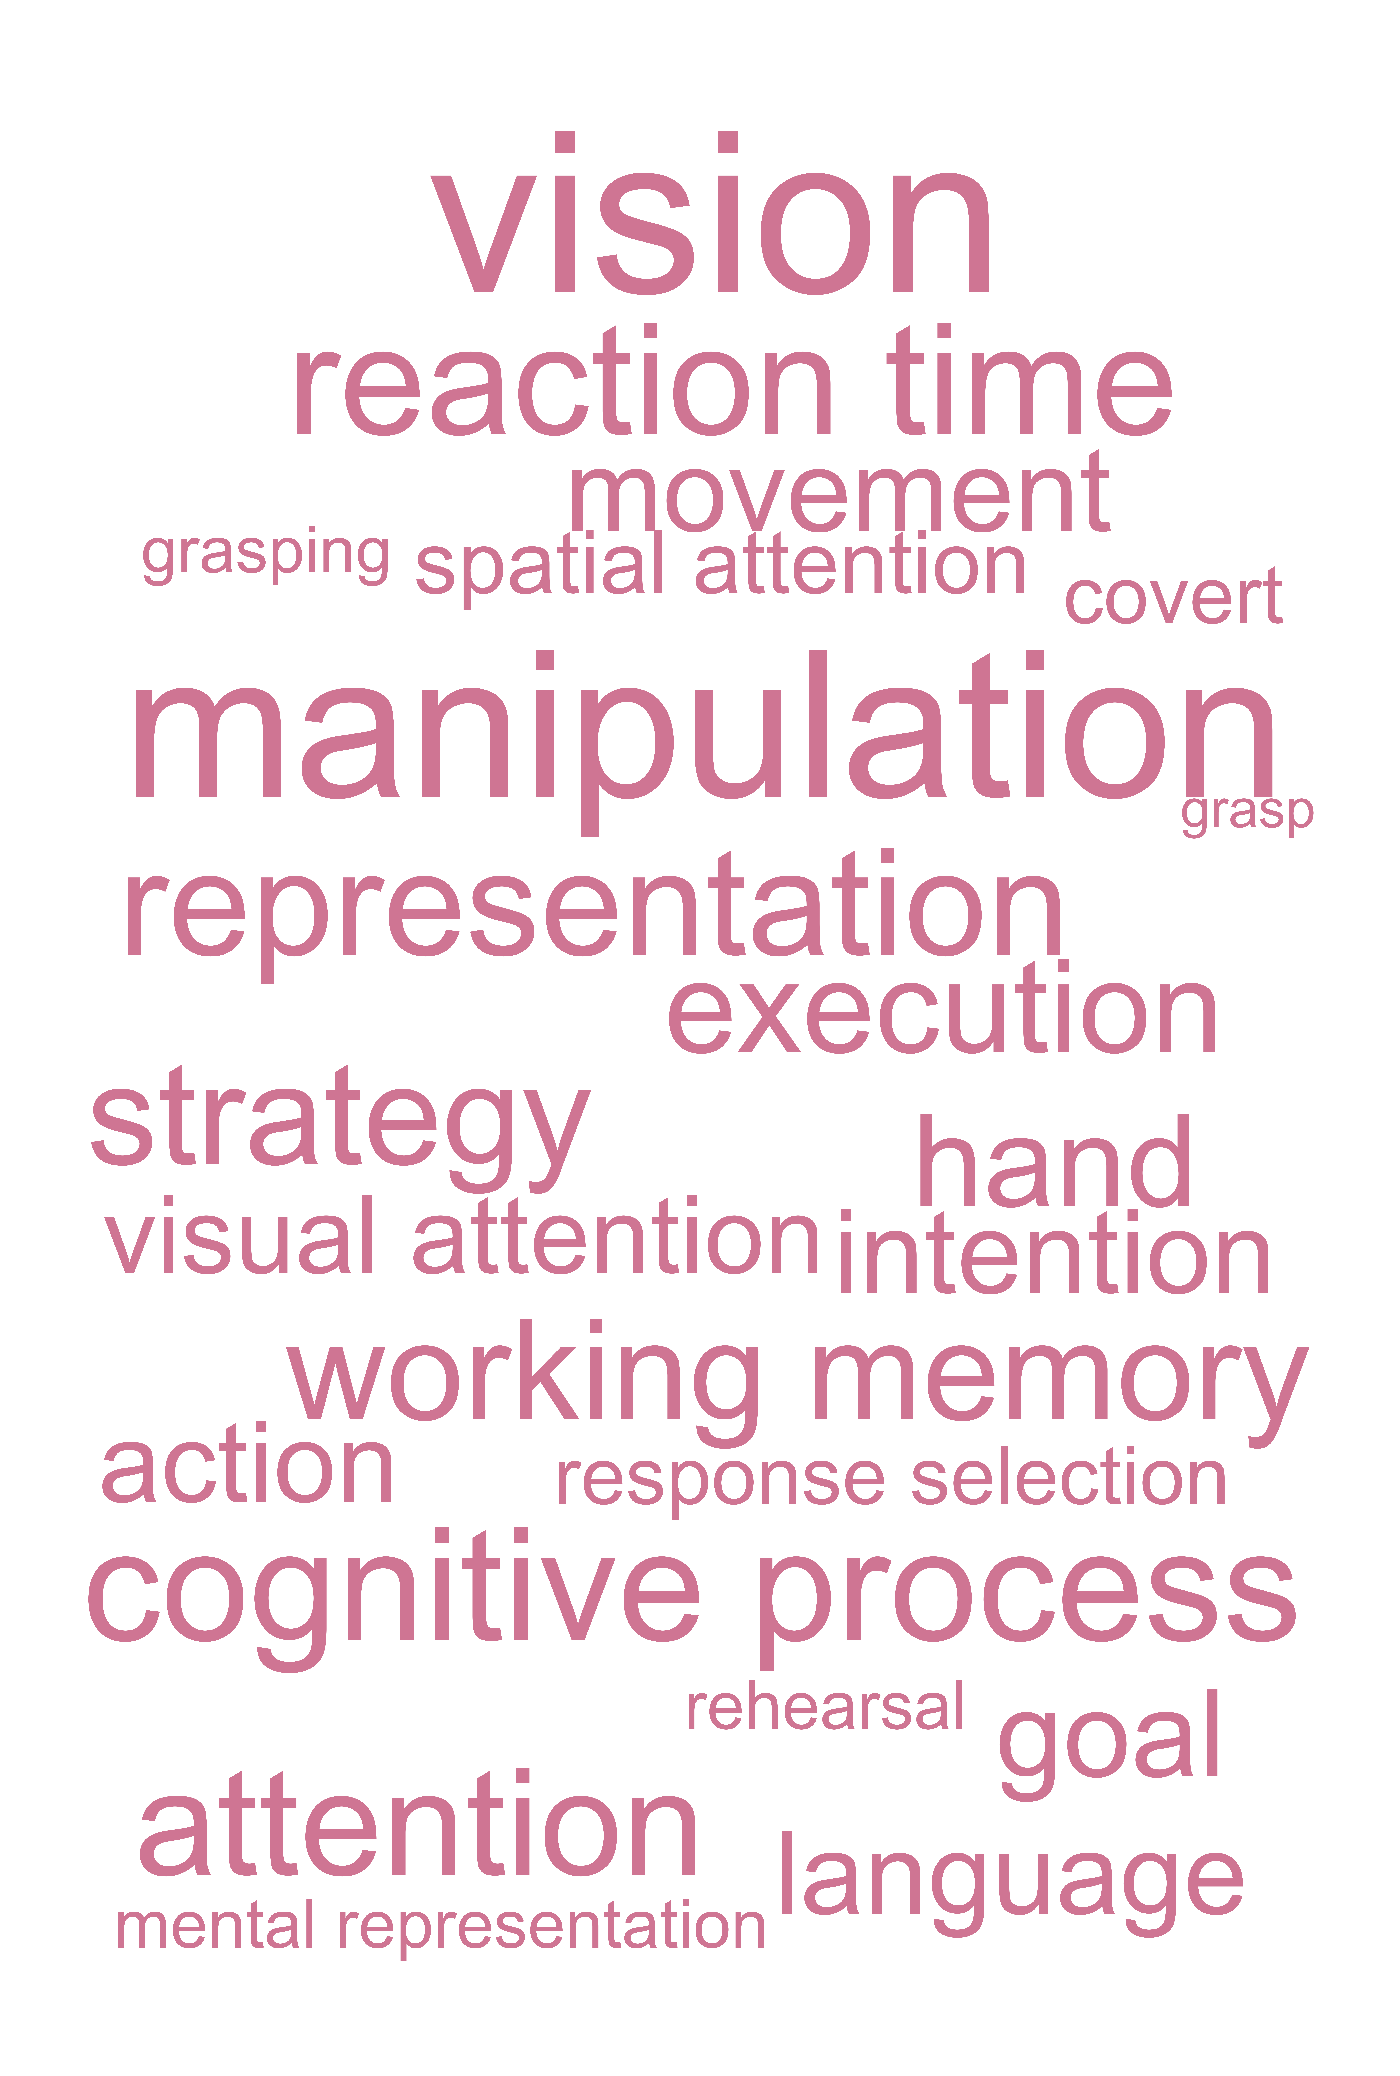 vision
reaction time
movement
grasping
spatial attention
covert
manipulation
grasp
representation
execution
strategy
hand
visual attention
intention
working memory
action
response selection
cognitive process
rehearsal
goal
attention
language
mental representation